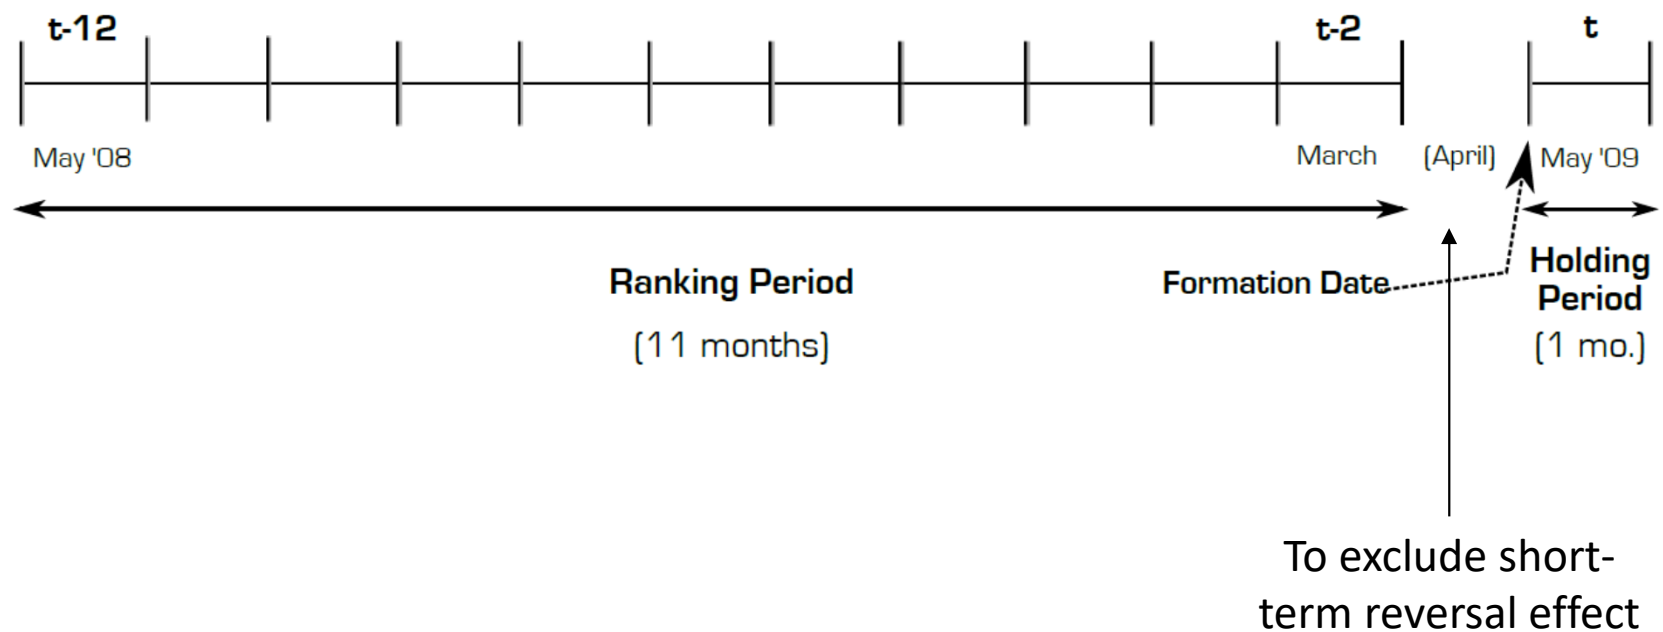 t-12
t-2
t
May '08
March
(April)
May '09
Ranking Period
(11 months)
Formation Date
Holding
Period
(1 mo.)
To exclude short-
term reversal effect